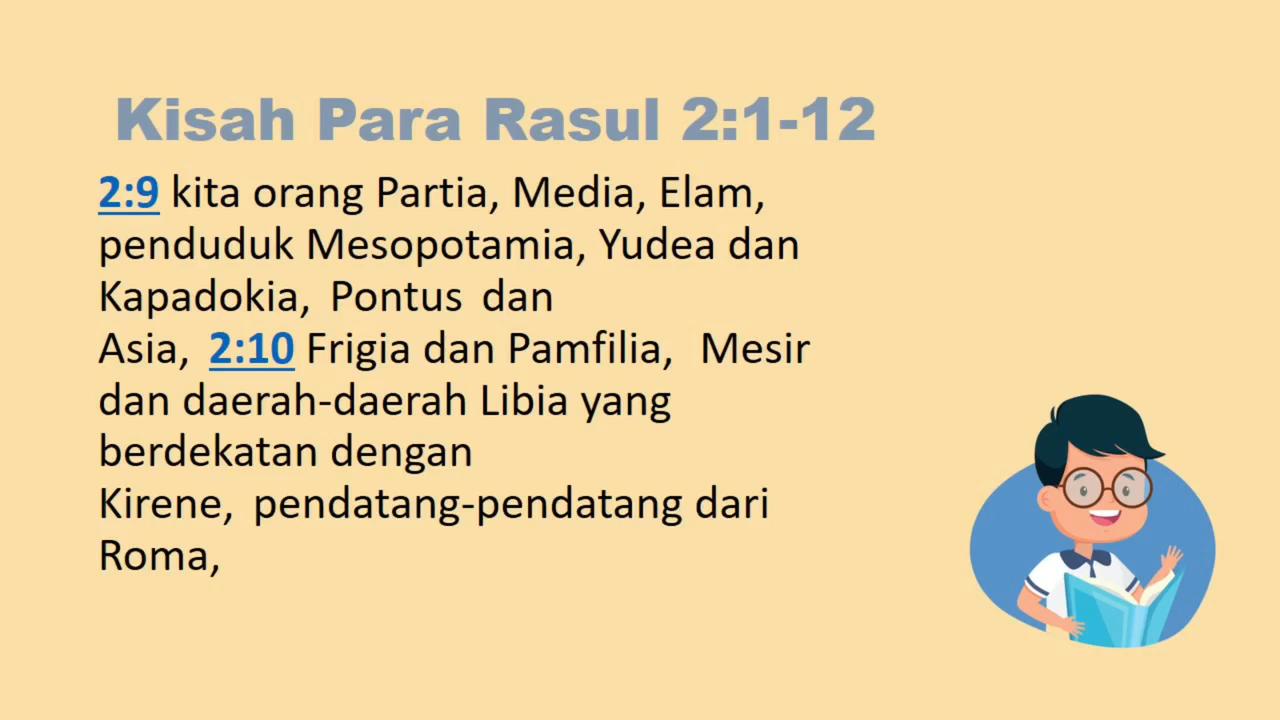 Kisah Para Rasul 2:1-12
2:9 kita orang Partia, Media, Elam,
penduduk Mesopotamia, Yudea dan
Kapadokia, Pontus dan
Asia, 2:10 Frigia dan Pamfilia, Mesir
dan daerah-daerah Libia yang
berdekatan dengan
Kirene, pendatang-pendatang dari
Roma,